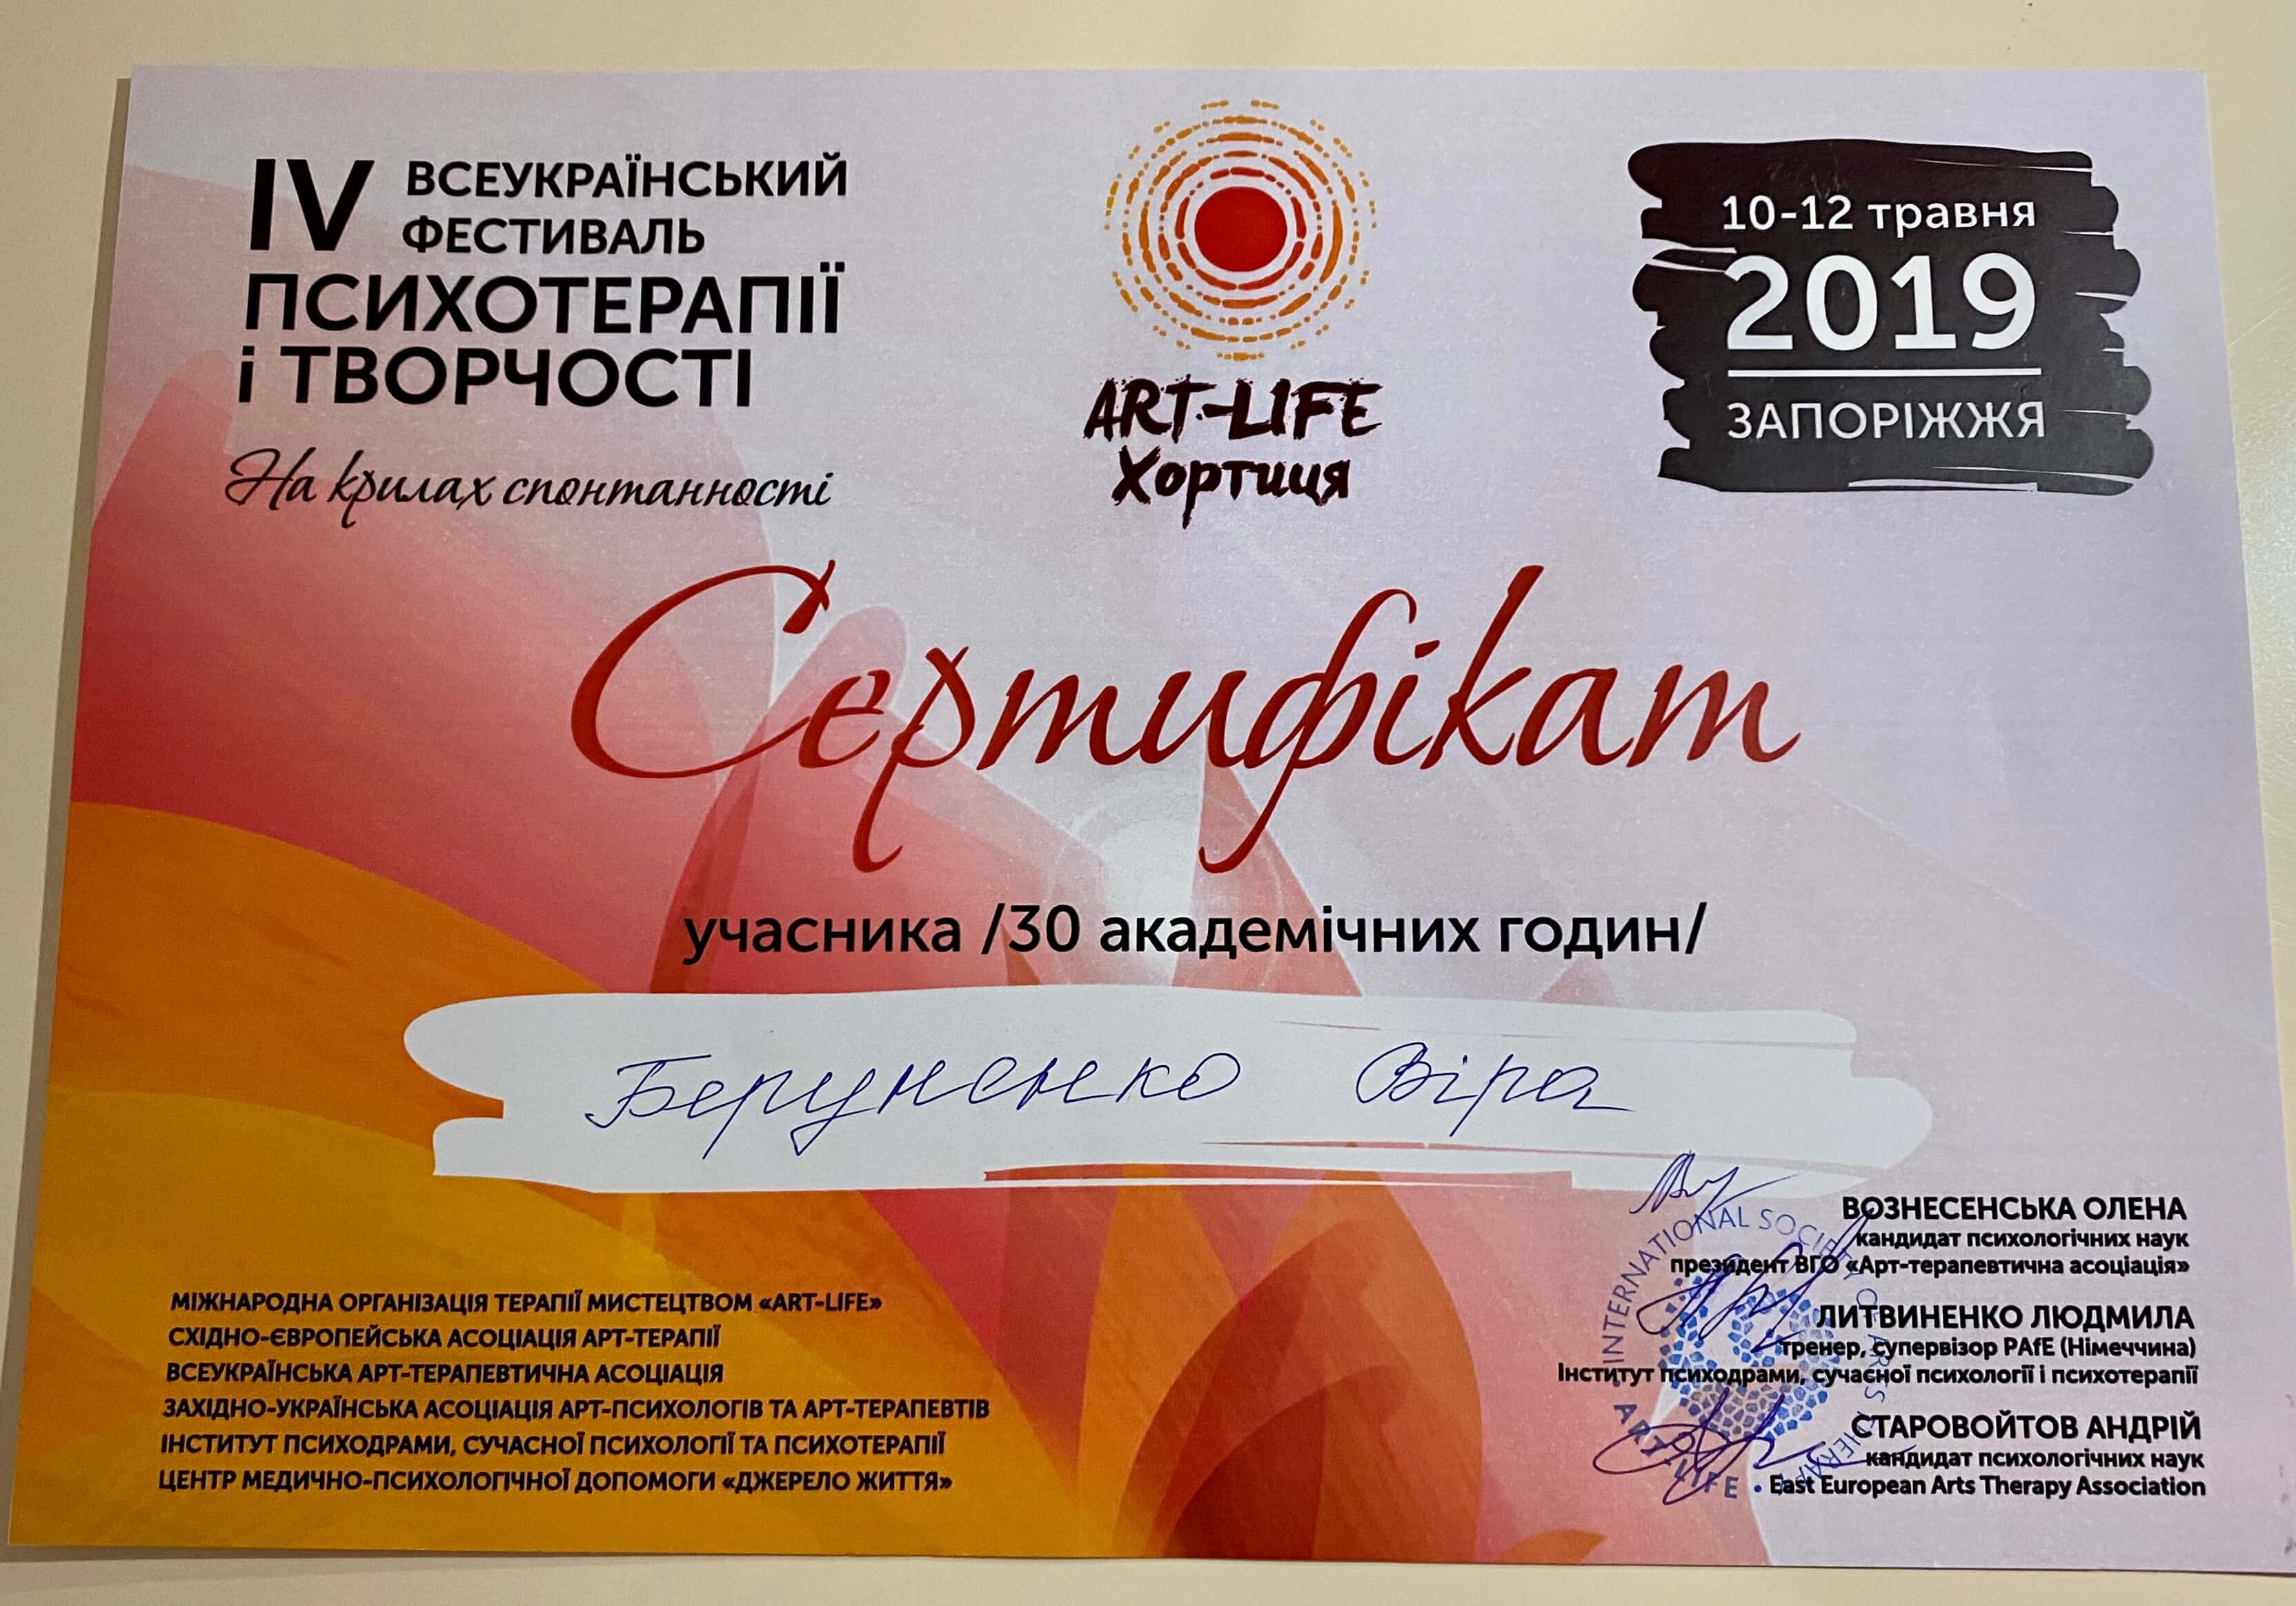 IV ВСЕУКРАЇНСЬКИЙ
ФЕСТИВАЛЬ
ПСИХОТЕРАПІЇ
і ТВОРЧОСТІ
На крилах спонтанності
ART-LIFE
Хортиця
10-12 травня
2019
ЗАПОРІЖЖЯ
Сертифікат
учасника /30 академічних годин/
Беруненко Віра
МІЖНАРОДНА ОРГАНІЗАЦІЯ ТЕРАПІЇ МИСТЕЦТВОМ «ART-LIFE»
СХІДНО-ЄВРОПЕЙСЬКА АСОЦІАЦІЯ АРТ-ТЕРАПІЇ
ВСЕУКРАЇНСЬКА АРТ-ТЕРАПЕВТИЧНА АСОЦІАЦІЯ
ЗАХІДНО-УКРАЇНСЬКА АСОЦІАЦІЯ АРТ-ПСИХОЛОГІВ ТА АРТ-ТЕРАПЕВТІВ
ІНСТИТУТ ПСИХОДРАМИ, СУЧАСНОЇ ПСИХОЛОГІЇ ТА ПСИХОТЕРАПІЇ
ЦЕНТР МЕДИЧНО-ПСИХОЛОГІЧНОЇ ДОПОМОГИ «ДЖЕРЕЛО ЖИТТЯ»
ВОЗНЕСЕНСЬКА ОЛЕНА
кандидат психологічних наук
президент ВГО «Арт-терапевтична асоціація»
ЛИТВИНЕНКО ЛЮДМИЛА
тренер, супервізор PAfE (Німеччина)
Інститут психодрами, сучасної психології і психотерапії
СТАРОВОЙТОВ АНДРІЙ
кандидат психологічних наук
East European Arts Therapy Association
INTERNATIONAL SOCIETY
ART-LIFE